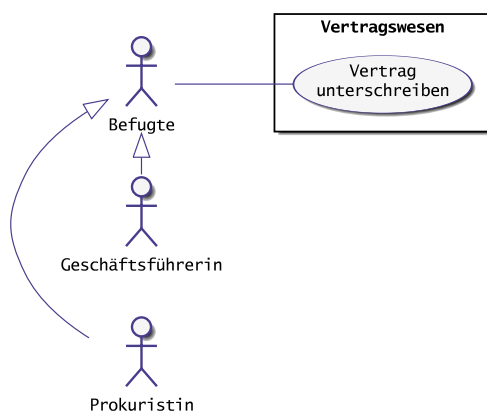 Vertragswesen
Vertrag
unterschreiben
Befugte
Geschäftsführerin
Prokuristin